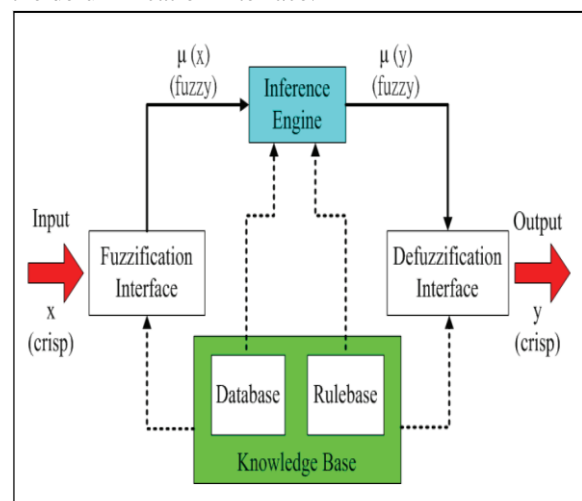 μ (x)
(fuzzy)
μ (y)
(fuzzy)
Inference
Engine
Input
x
(crisp)
Fuzzification
Interface
Defuzzification
Interface
Output
y
(crisp)
Database
Rulebase
Knowledge Base